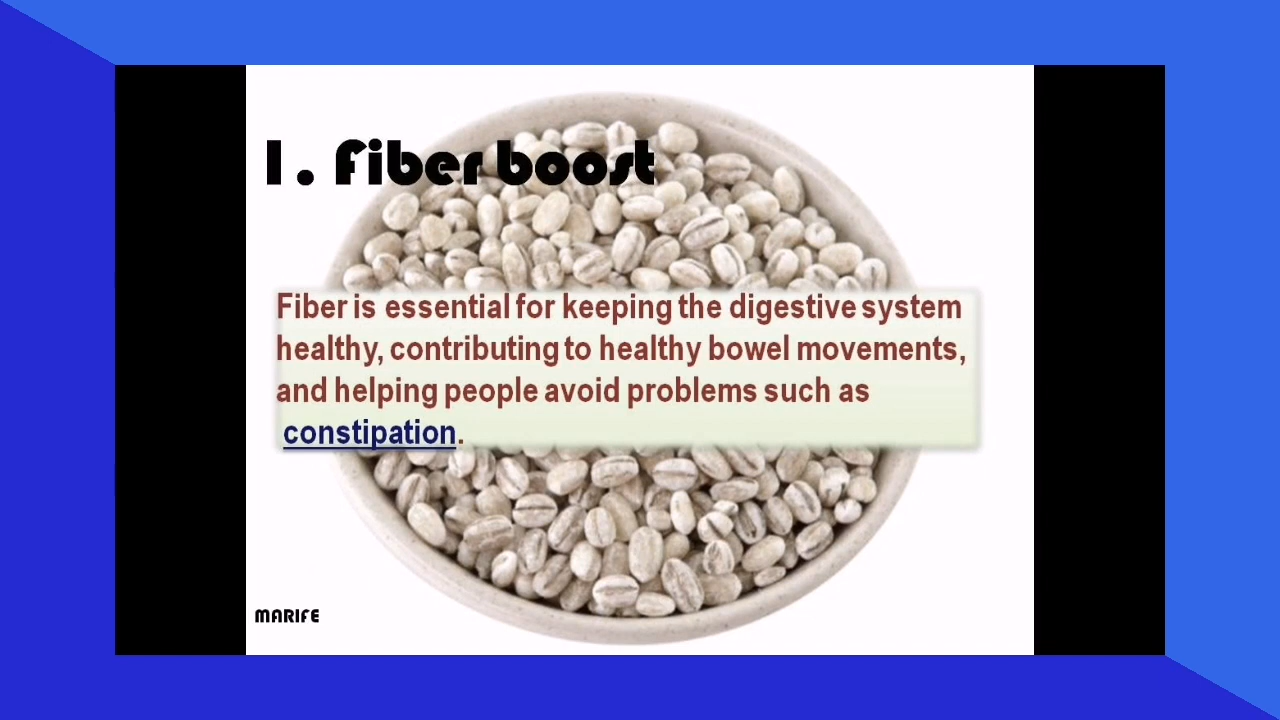 1. Fiber boost
Fiber is essential for keeping the digestive system
healthy, contributing to healthy bowel movements,
and helping people avoid problems such as
constipation.
MARIFE